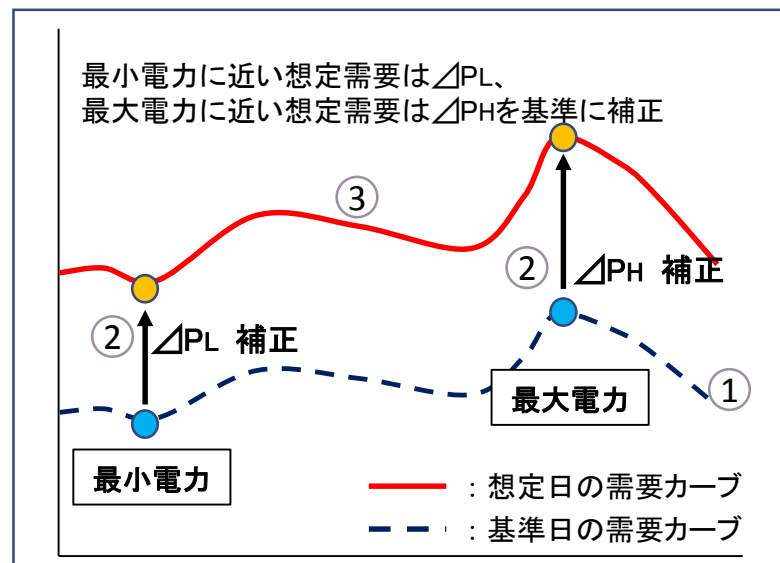 最小電力に近い想定需要は⊿PL、
最大電力に近い想定需要は⊿PHを基準に補正
③
②
⊿PH 補正
②
⊿PL 補正
①
最大電力
最小電力
：想定日の需要カーブ
：基準日の需要カーブ